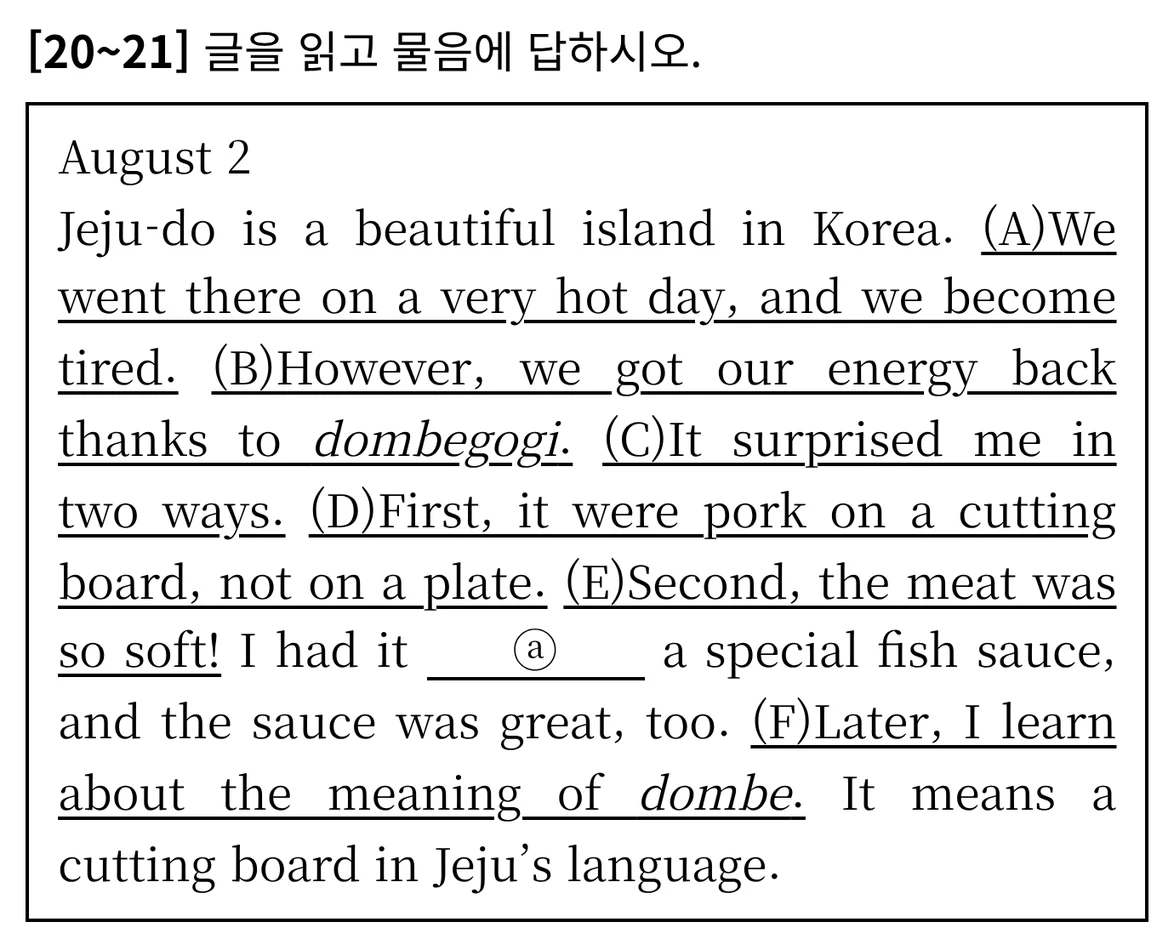 [20~21] 글을 읽고 물음에 답하시오.
August 2
Jeju-do is a beautiful island in Korea. (A)We
went there on a very hot day, and we become
tired. (B)However, we got our energy back
thanks to dombegogi. (C)It surprised me in
two ways. (D)First, it were pork on a cutting
board, not on a plate. (E)Second, the meat was
so soft! I had it ⓐ a special fish sauce,
and the sauce was great, too. (F)Later, I learn
about the meaning of dombe. It means a
cutting board in Jeju’s language.